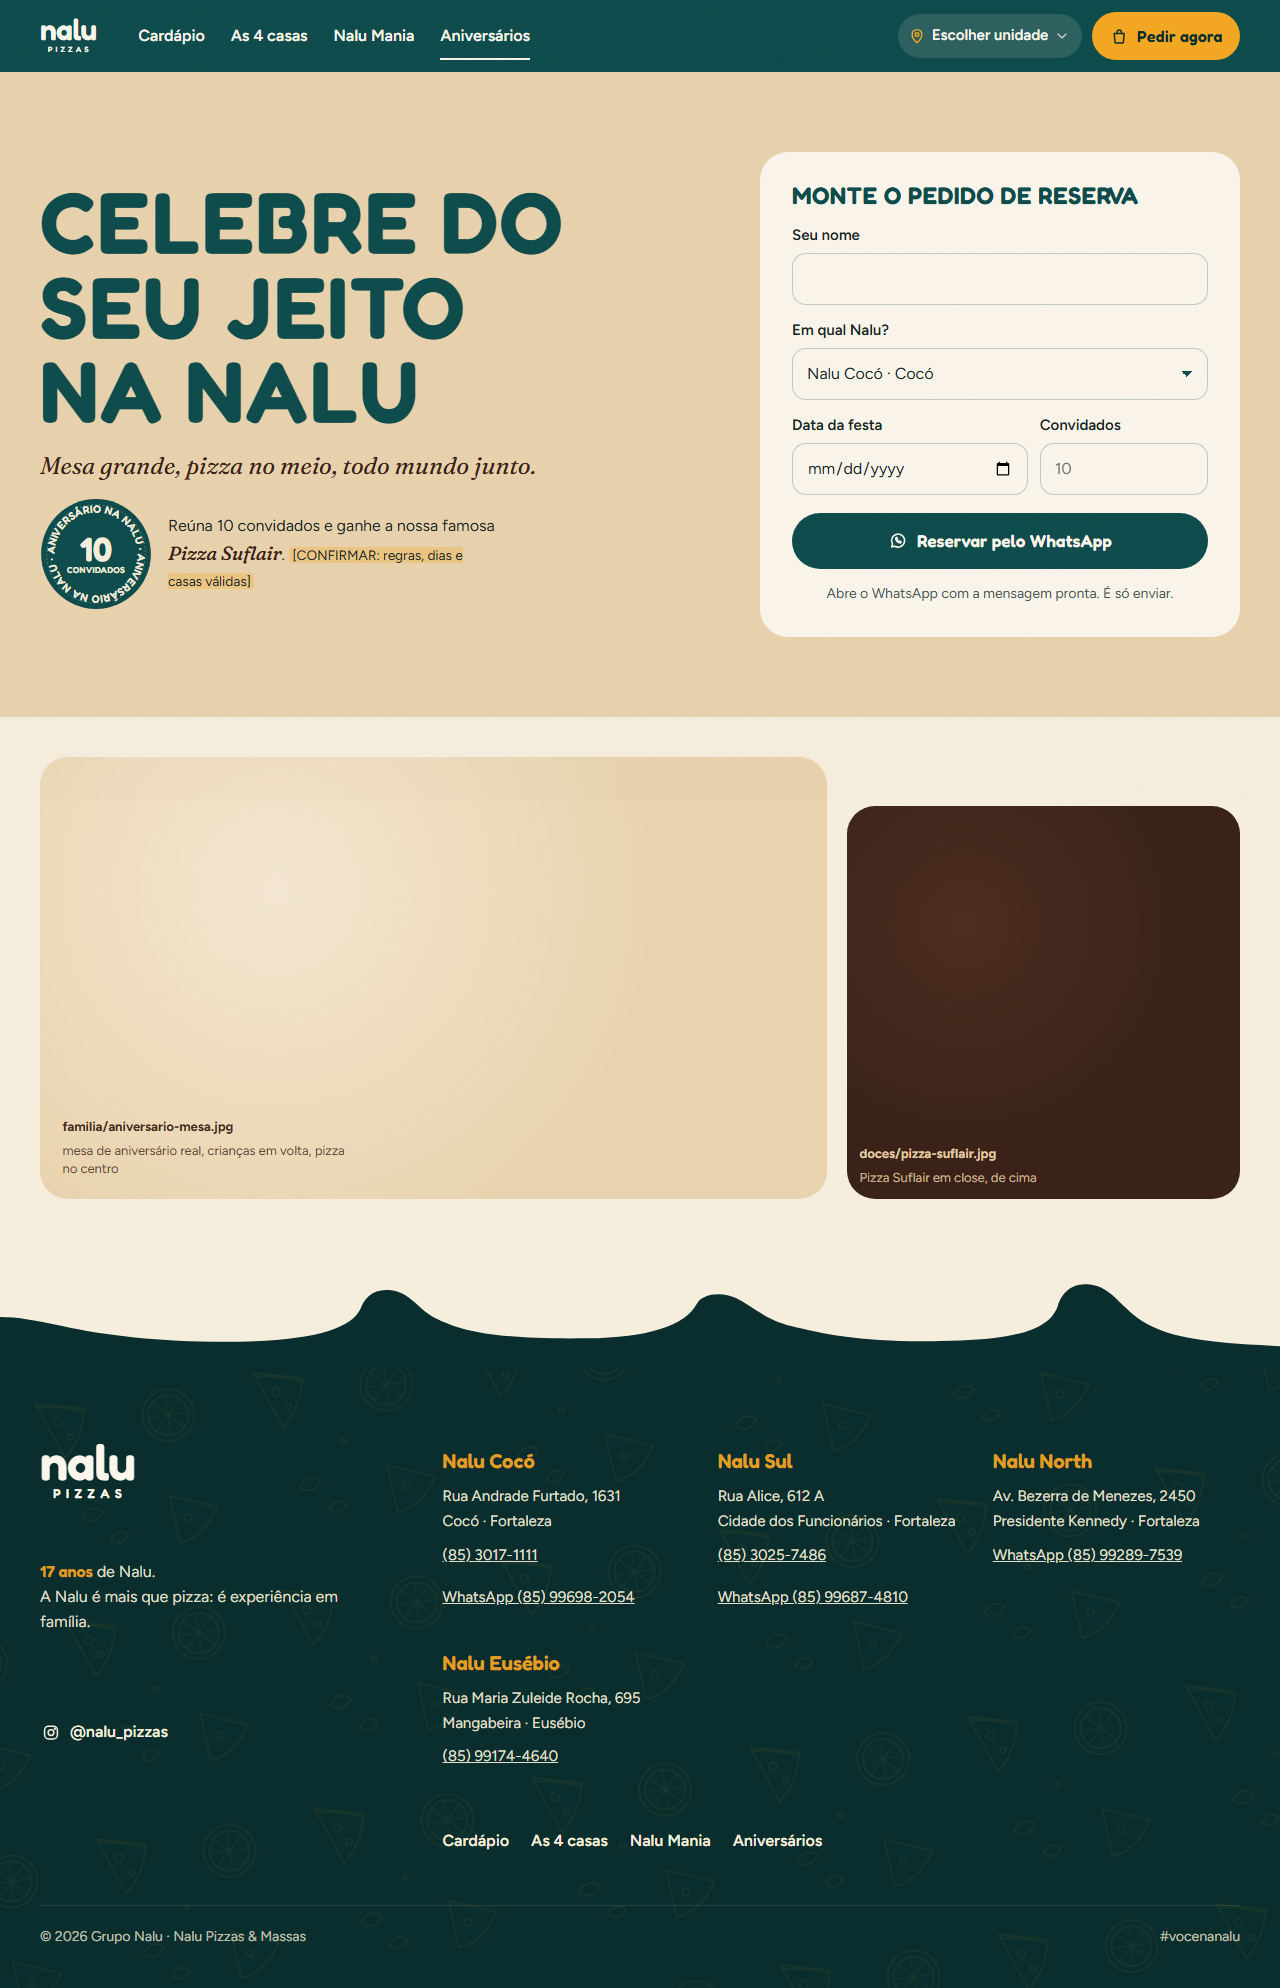 nalu
PIZZAS
Cardápio
As 4 casas
Nalu Mania
Aniversários
Escolher unidade
Pedir agora
CELEBRE DO
SEU JEITO
NA NALU
Mesa grande, pizza no meio, todo mundo junto.
ANIVERSÁRIO NA NALU · ANIVERSÁRIO NA NALU ·
10
CONVIDADOS
Reúna 10 convidados e ganhe a nossa famosa
Pizza Suflair. [CONFIRMAR: regras, dias e
casas válidas]
MONTE O PEDIDO DE RESERVA
Seu nome
Em qual Nalu?
Nalu Cocó · Cocó
Data da festa
Convidados
mm/dd/yyyy
10
Reservar pelo WhatsApp
Abre o WhatsApp com a mensagem pronta. É só enviar.
familia/aniversario-mesa.jpg
mesa de aniversário real, crianças em volta, pizza
no centro
doces/pizza-suflair.jpg
Pizza Suflair em close, de cima
nalu
PIZZAS
17 anos de Nalu.
A Nalu é mais que pizza: é experiência em
família.
@nalu_pizzas
Nalu Cocó
Rua Andrade Furtado, 1631
Cocó · Fortaleza
(85) 3017-1111
WhatsApp (85) 99698-2054
Nalu Sul
Rua Alice, 612 A
Cidade dos Funcionários · Fortaleza
(85) 3025-7486
WhatsApp (85) 99687-4810
Nalu North
Av. Bezerra de Menezes, 2450
Presidente Kennedy · Fortaleza
WhatsApp (85) 99289-7539
Nalu Eusébio
Rua Maria Zuleide Rocha, 695
Mangabeira · Eusébio
(85) 99174-4640
Cardápio
As 4 casas
Nalu Mania
Aniversários
© 2026 Grupo Nalu · Nalu Pizzas & Massas
#vocenanalu